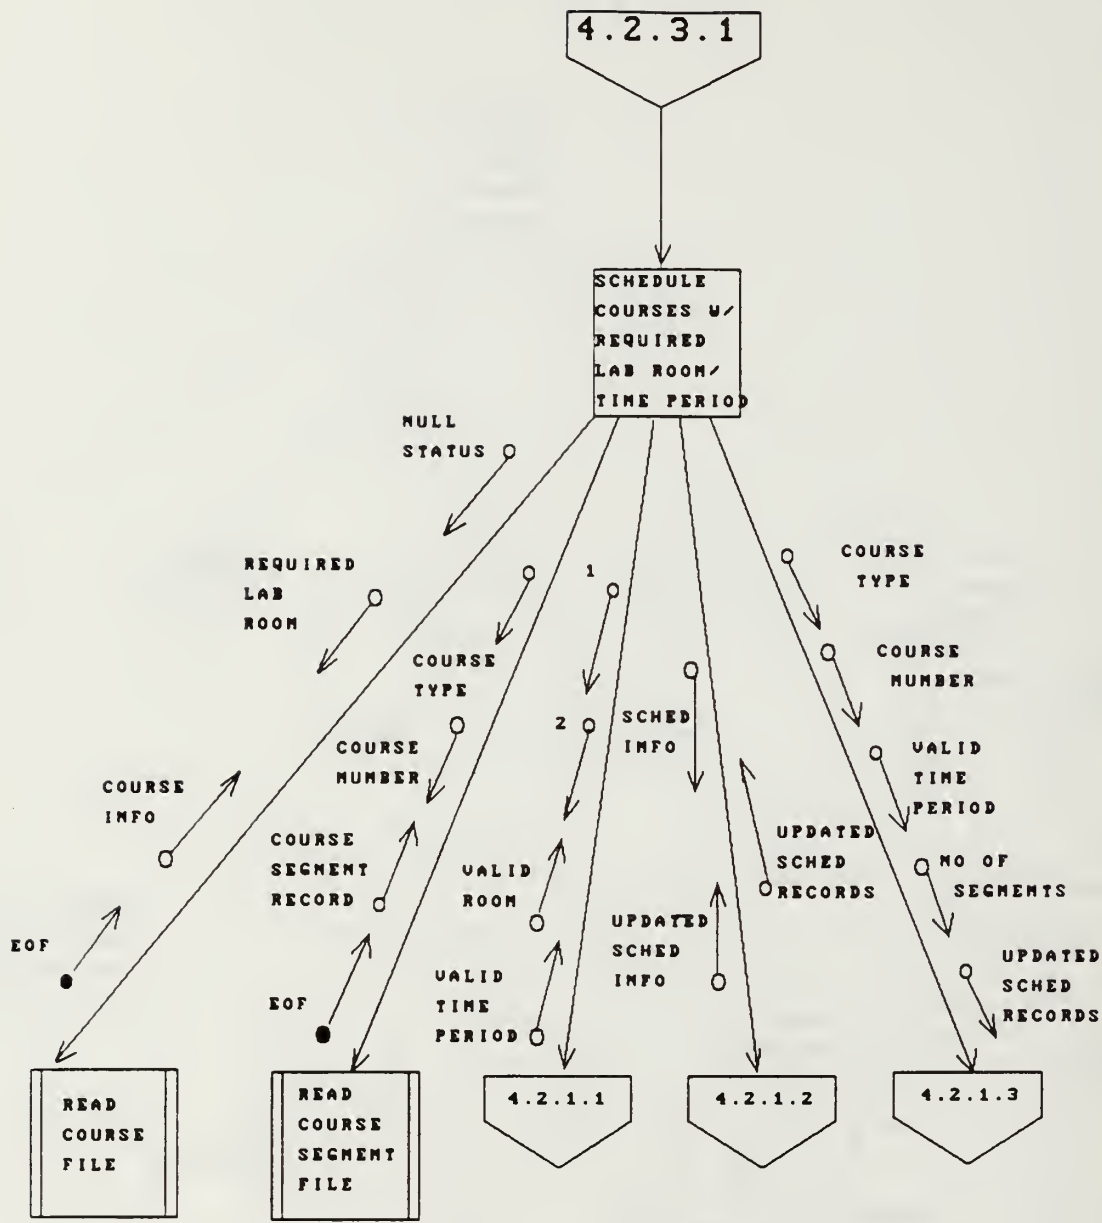 4.2.3.1
SCHEDULE
COURSES W/
REQUIRED
LAB ROOM/
TIME PERIOD
NULL
STATUS
REQUIRED
LAB
ROOM
COURSE
INFO
EOF
COURSE
TYPE
COURSE
NUMBER
COURSE
SEGMENT
RECORD
EOF
1
2
VALID
ROOM
VALID
TIME
PERIOD
SCHED
INFO
UPDATED
SCHED
INFO
UPDATED
SCHED
RECORDS
COURSE
TYPE
COURSE
NUMBER
VALID
TIME
PERIOD
NO OF
SEGMENTS
UPDATED
SCHED
RECORDS
READ
COURSE
FILE
READ
COURSE
SEGMENT
FILE
4.2.1.1
4.2.1.2
4.2.1.3